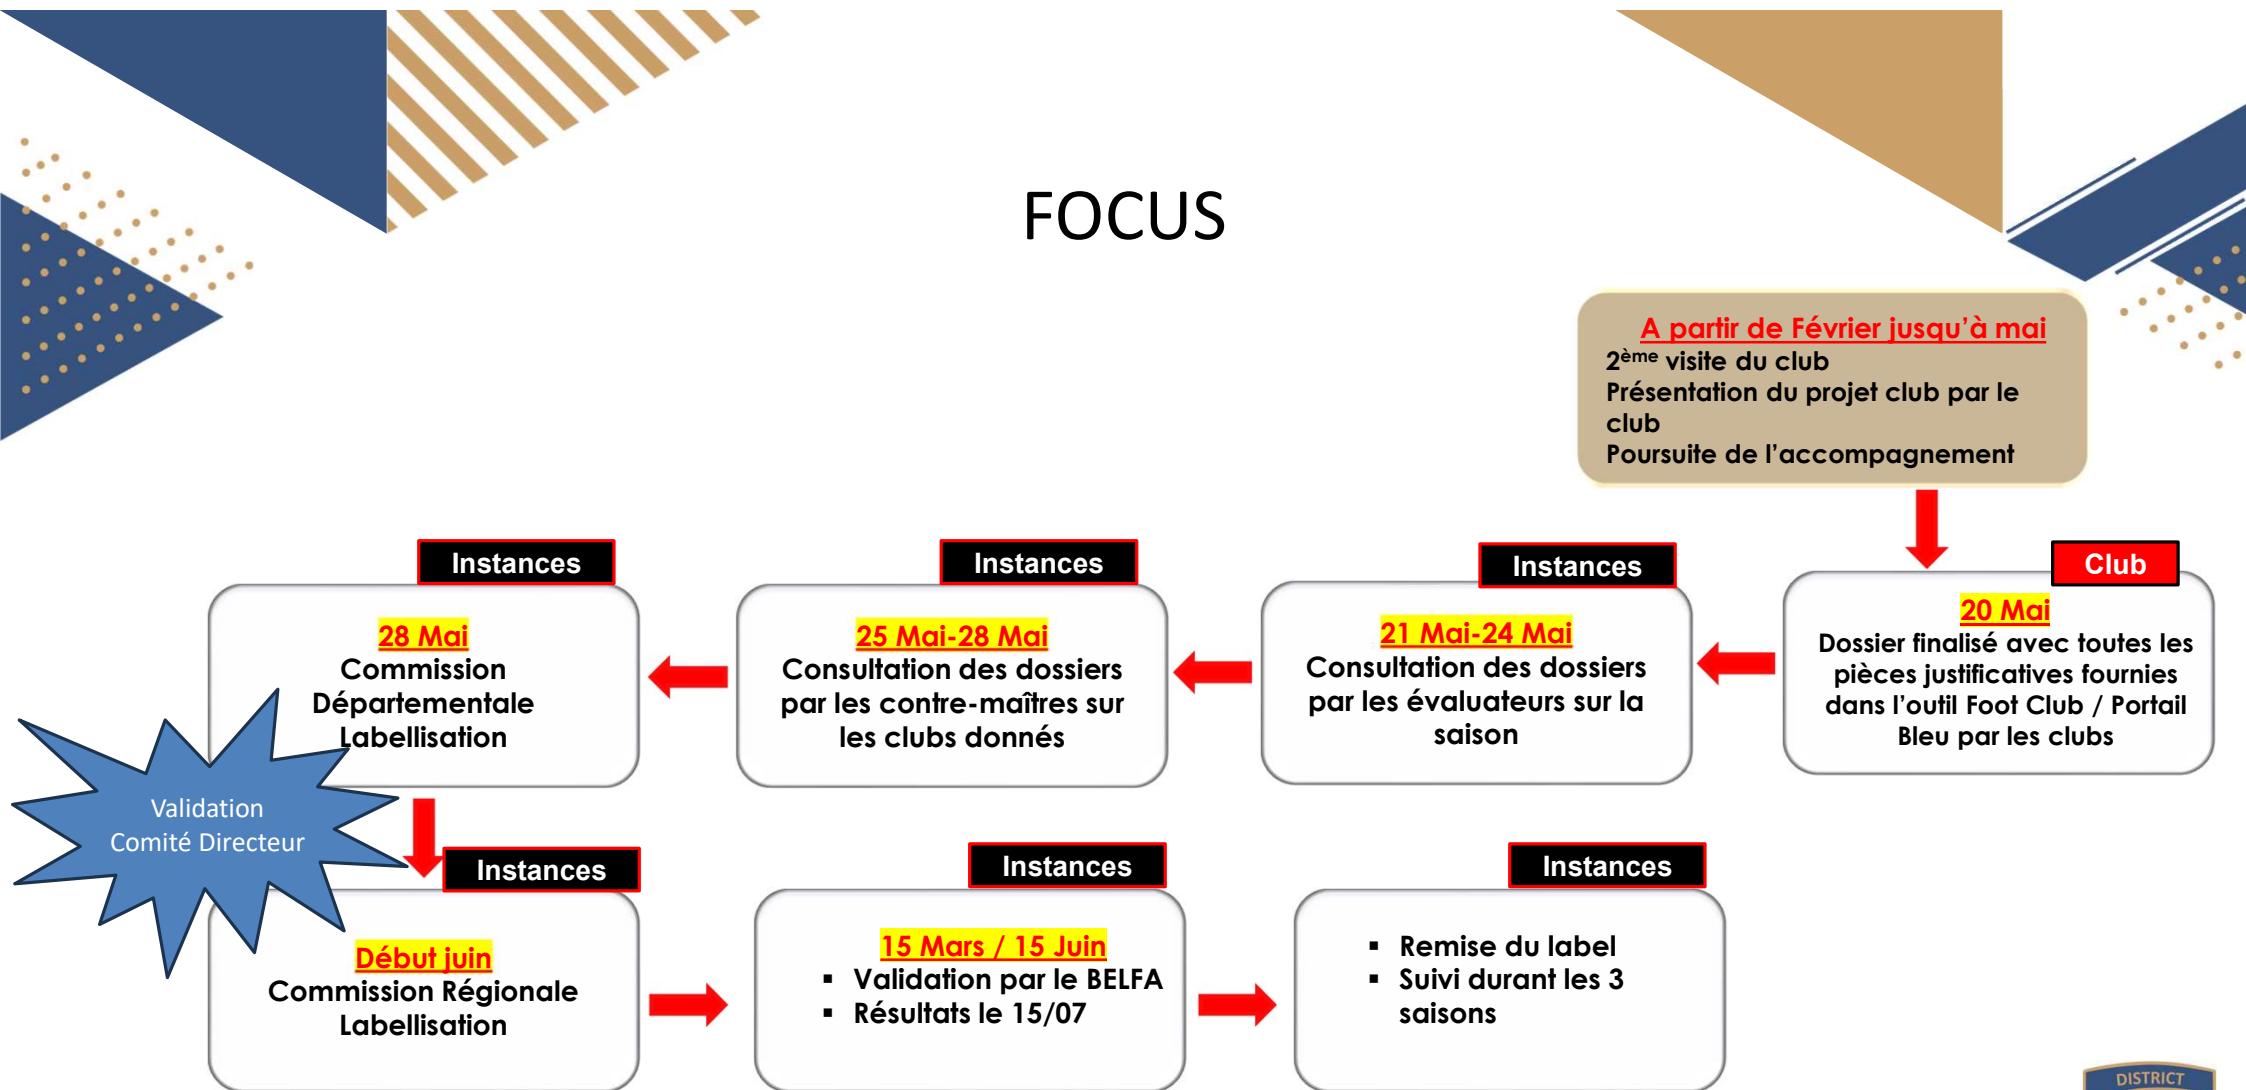 FOCUS
A partir de Février jusqu'à mai
2ème visite du club
Présentation du projet club par le
club
Poursuite de l'accompagnement
Club
20 Mai
Dossier finalisé avec toutes les
pièces justificatives fournies
dans l'outil Foot Club / Portail
Bleu par les clubs
Instances
21 Mai-24 Mai
Consultation des dossiers
par les évaluateurs sur la
saison
Instances
25 Mai-28 Mai
Consultation des dossiers
par les contre-maîtres sur
les clubs donnés
Instances
28 Mai
Commission
Départementale
Labellisation
Validation
Comité Directeur
Instances
Début juin
Commission Régionale
Labellisation
Instances
15 Mars / 15 Juin
▪ Validation par le BELFA
▪ Résultats le 15/07
Instances
▪ Remise du label
▪ Suivi durant les 3
saisons
DISTRICT